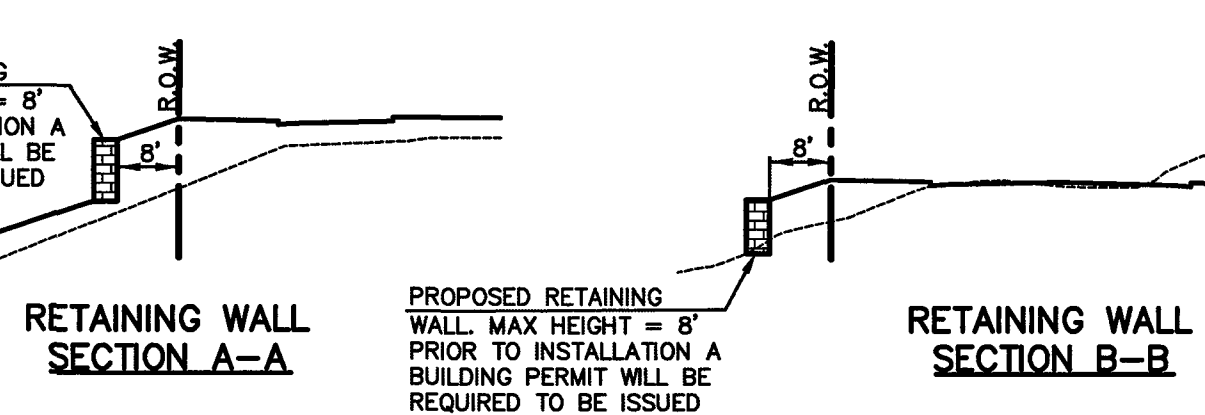 G
= 8'
ION A
L BE
UED
R.O.W.
8'
RETAINING WALL
SECTION A-A
PROPOSED RETAINING
WALL. MAX HEIGHT = 8'
PRIOR TO INSTALLATION A
BUILDING PERMIT WILL BE
REQUIRED TO BE ISSUED
R.O.W.
8'
RETAINING WALL
SECTION B-B